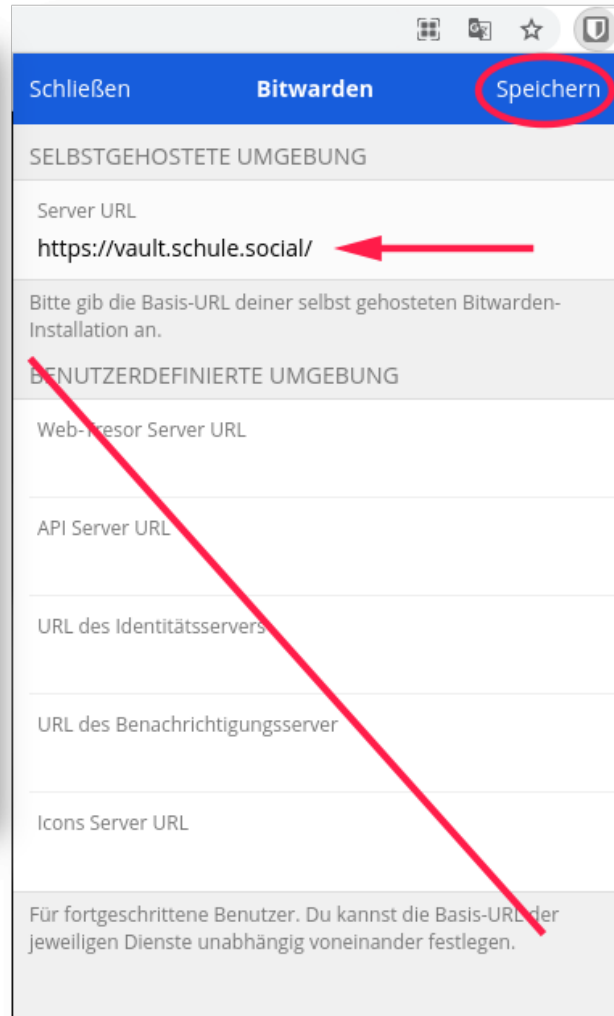 Schließen Bitwarden Speichern
SELBSTGEHOSTETE UMGEBUNG
Server URL
https://vault.schule.social/
Bitte gib die Basis-URL deiner selbst gehosteten Bitwarden-
Installation an.
BENUTZERDEFINIERTE UMGEBUNG
Web-Tresor Server URL
API Server URL
URL des Identitätsservers
URL des Benachrichtigungsserver
Icons Server URL
Für fortgeschrittene Benutzer. Du kannst die Basis-URL der
jeweiligen Dienste unabhängig voneinander festlegen.